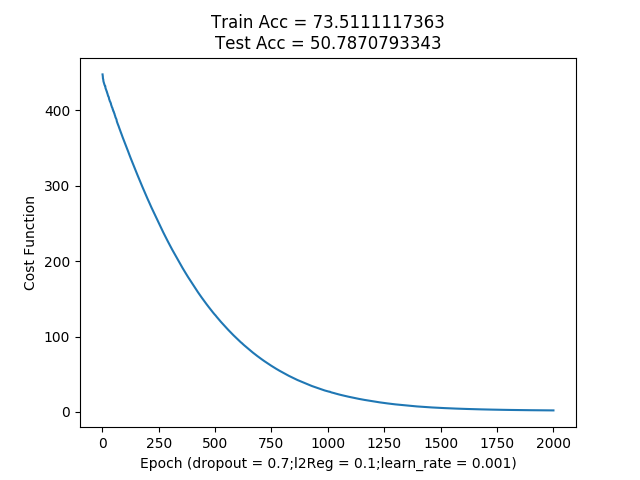 Train Acc = 73.5111117363
Test Acc = 50.7870793343
400
300
200
100
0
Cost Function
0 250 500 750 1000 1250 1500 1750 2000
Epoch (dropout = 0.7;l2Reg = 0.1;learn_rate = 0.001)